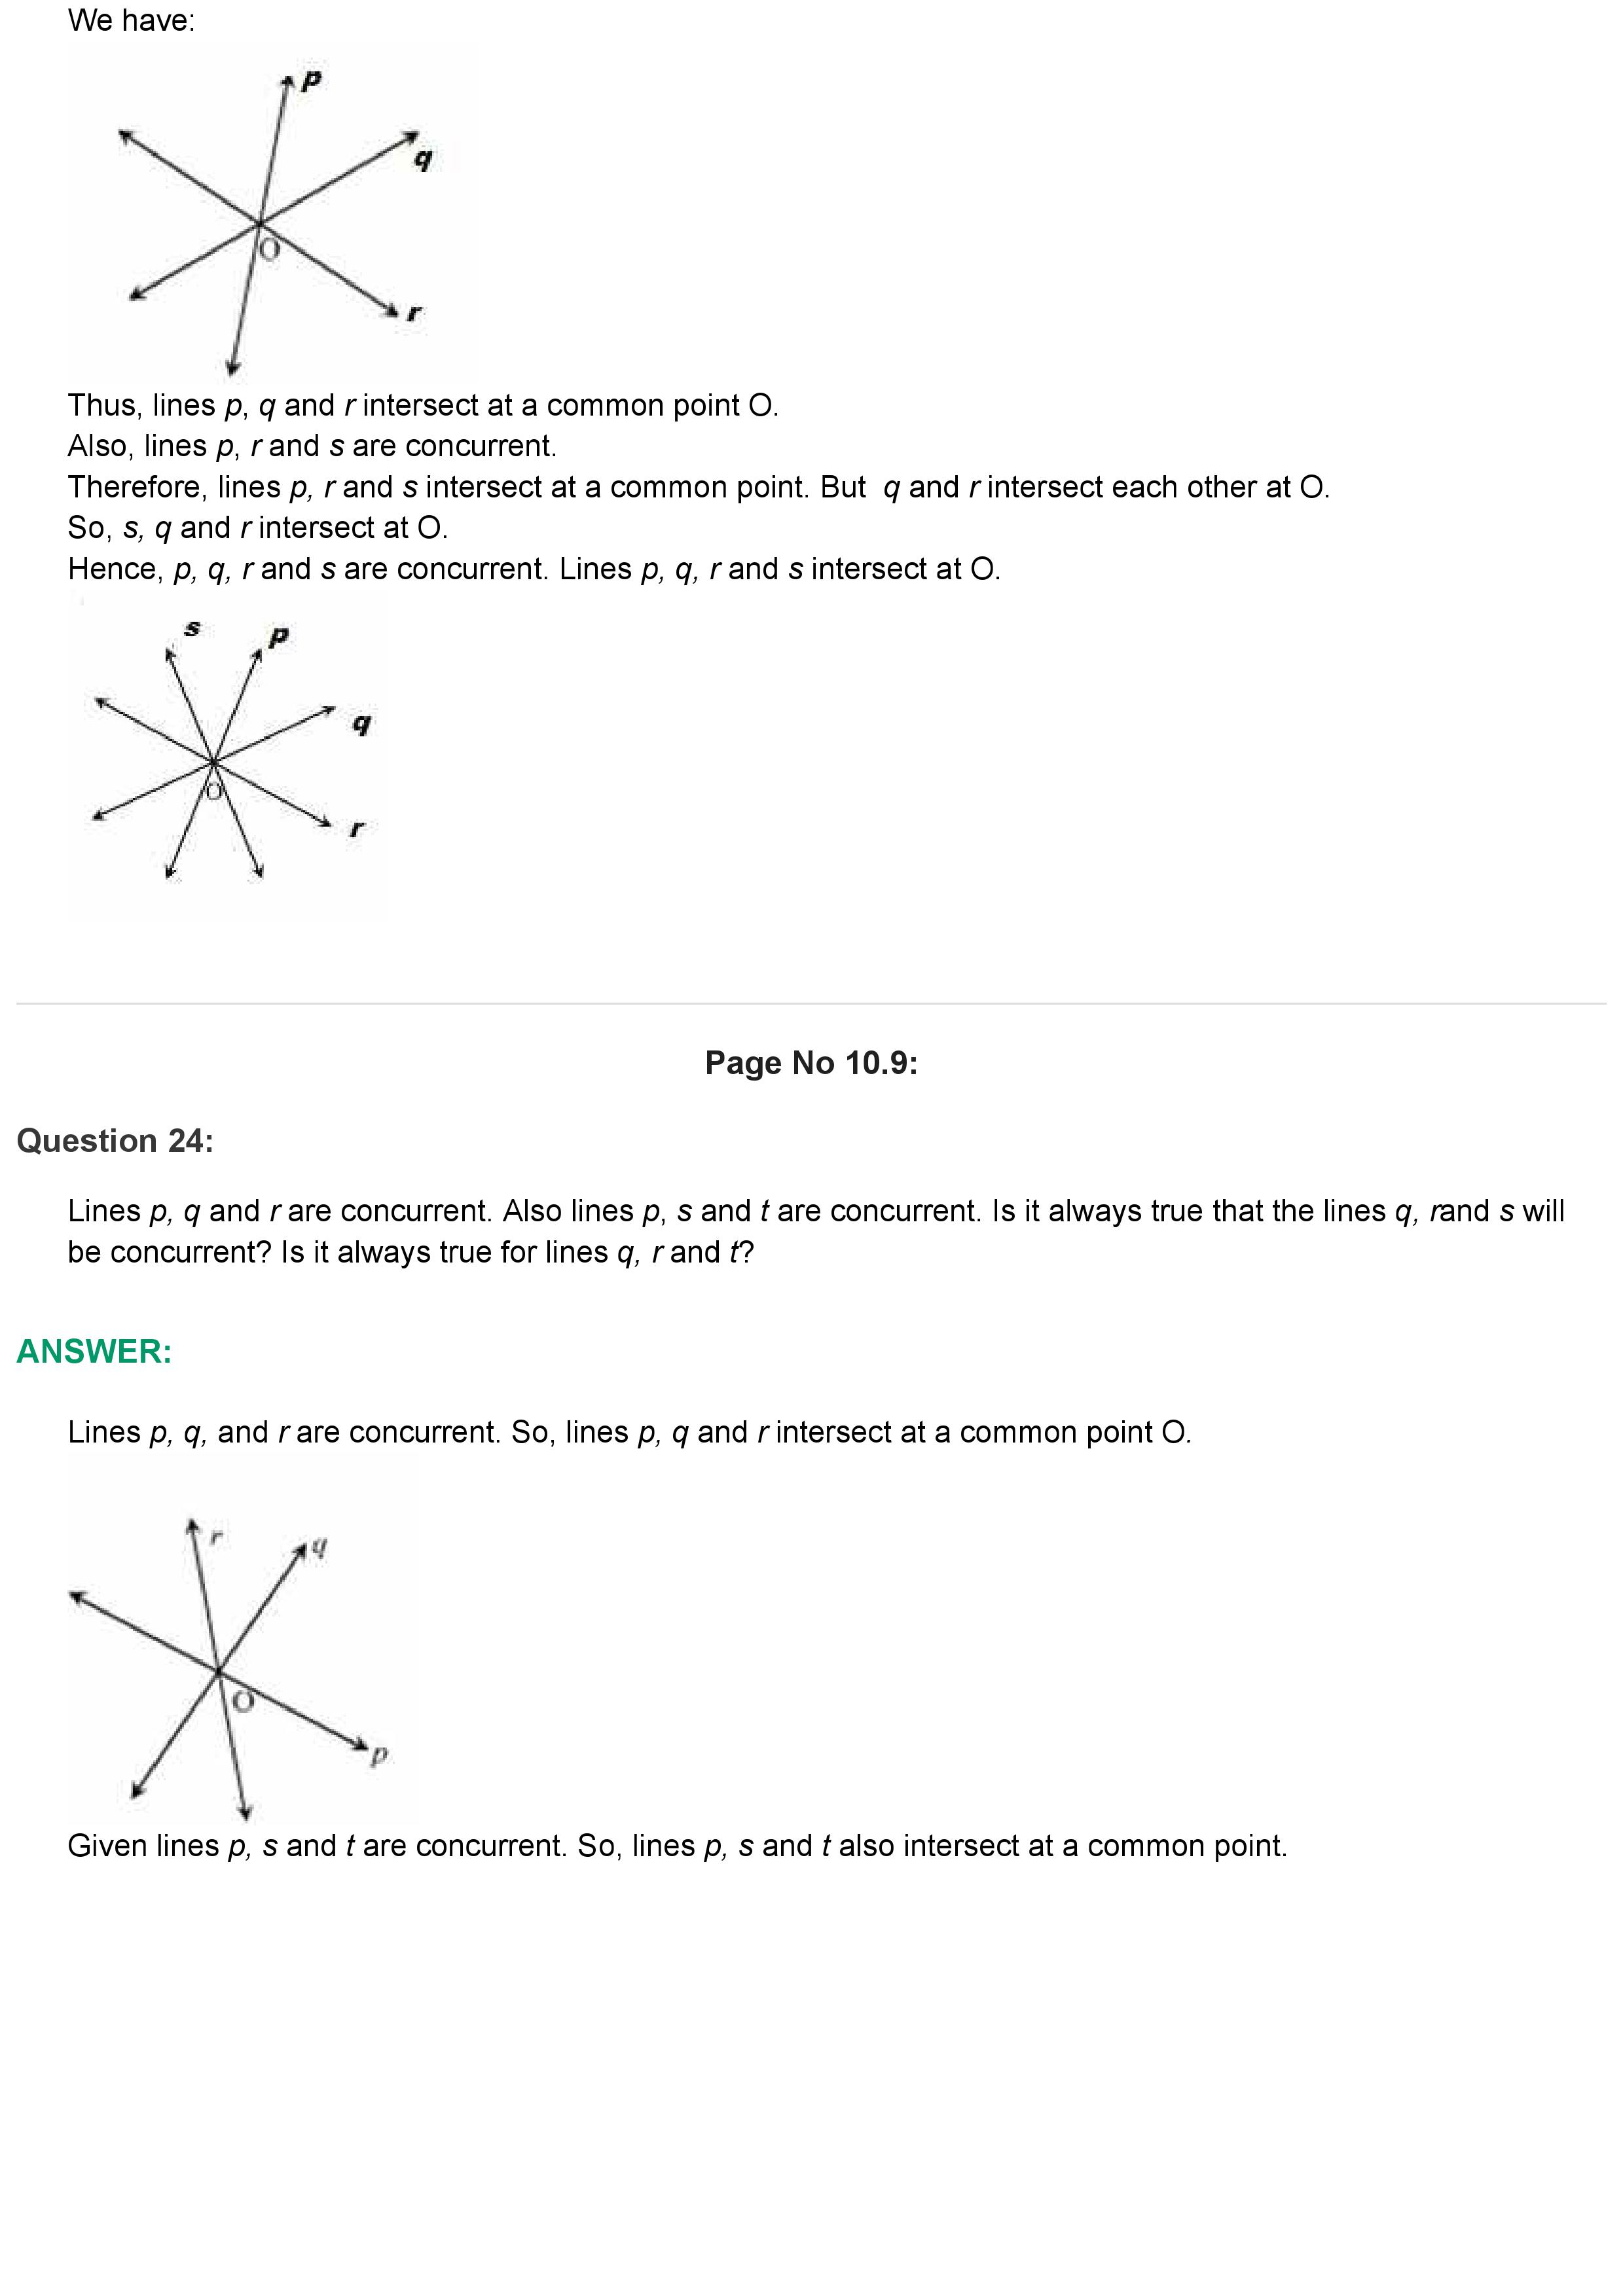 We have:
p
q
O
r
Thus, lines p, q and r intersect at a common point O.
Also, lines p, r and s are concurrent.
Therefore, lines p, r and s intersect at a common point. But q and r intersect each other at O.
So, s, q and r intersect at O.
Hence, p, q, r and s are concurrent. Lines p, q, r and s intersect at O.
s p
q
O
r
Page No 10.9:
Question 24:
Lines p, q and r are concurrent. Also lines p, s and t are concurrent. Is it always true that the lines q, rand s will
be concurrent? Is it always true for lines q, r and t?
ANSWER:
Lines p, q, and r are concurrent. So, lines p, q and r intersect at a common point O.
r q
O
p
Given lines p, s and t are concurrent. So, lines p, s and t also intersect at a common point.